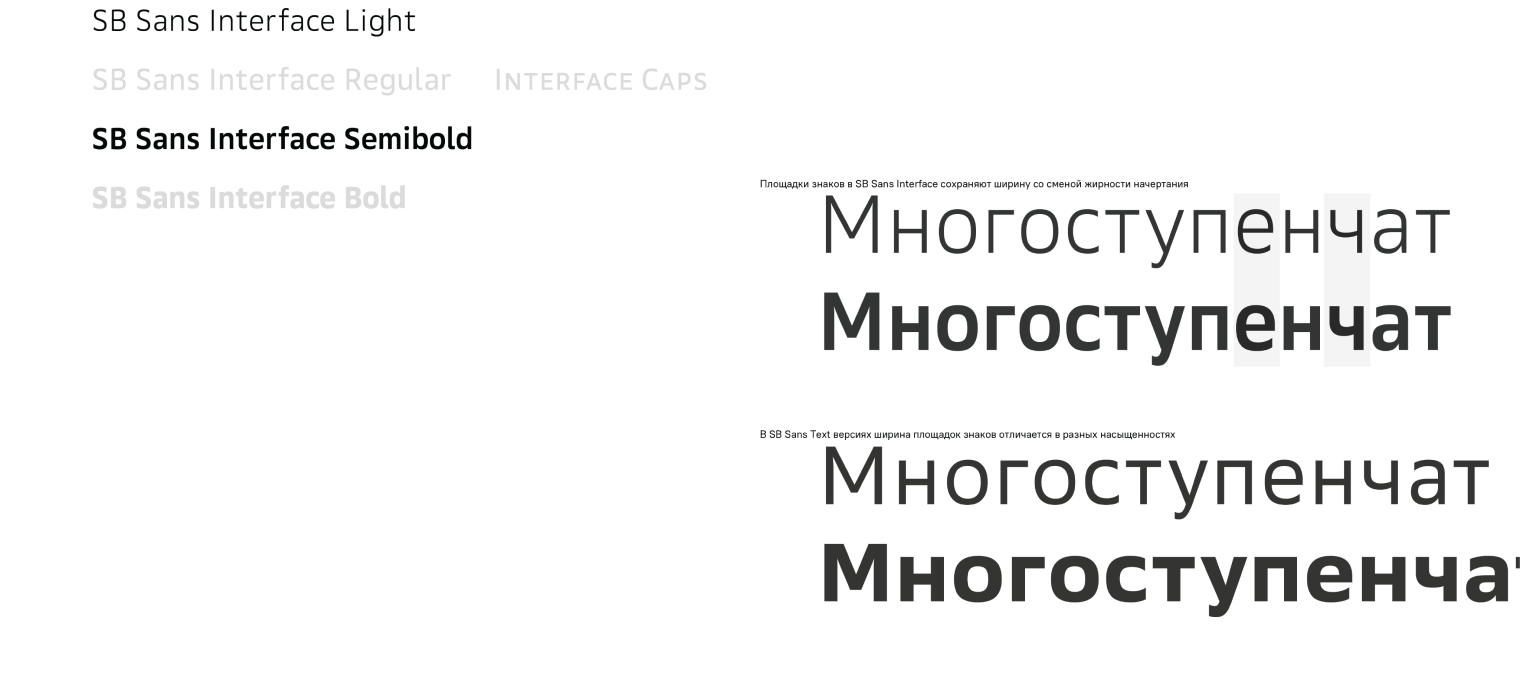 SB Sans Interface Light
SB Sans Interface Regular INTERFACE CAPS
SB Sans Interface Semibold
SB Sans Interface Bold
Площадки знаков в SB Sans Interface сохраняют ширину со сменой жирности начертания
Многоступенчат
Многоступенчат
В SB Sans Text версиях ширина площадок знаков отличается в разных насыщенностях
Многоступенчат
Многоступенчат